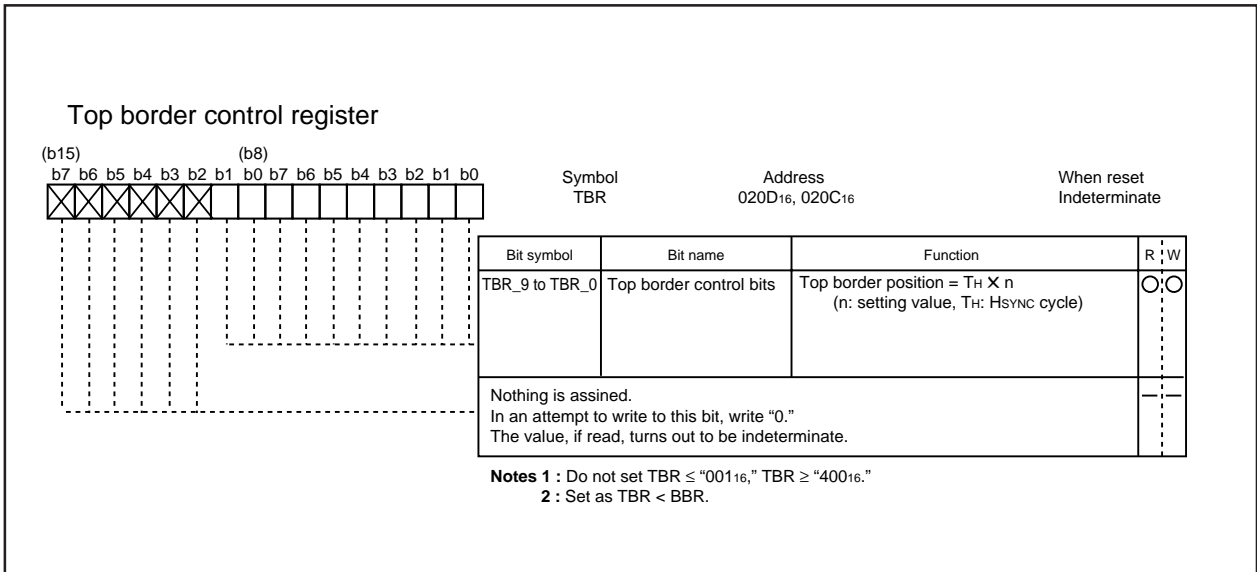 Top border control register
(b15) (b8)
b7 b6 b5 b4 b3 b2 b1 b0 b7 b6 b5 b4 b3 b2 b1 b0
Symbol Address When reset
TBR 020D16, 020C16 Indeterminate
Bit symbol Bit name Function R W
TBR_9 to TBR_0 Top border control bits Top border position = TH X n
(n: setting value, TH: HSYNC cycle)
Nothing is assined.
In an attempt to write to this bit, write “0.”
The value, if read, turns out to be indeterminate.
Notes 1 : Do not set TBR ≤ “00116,” TBR ≥ “40016.”
2 : Set as TBR < BBR.